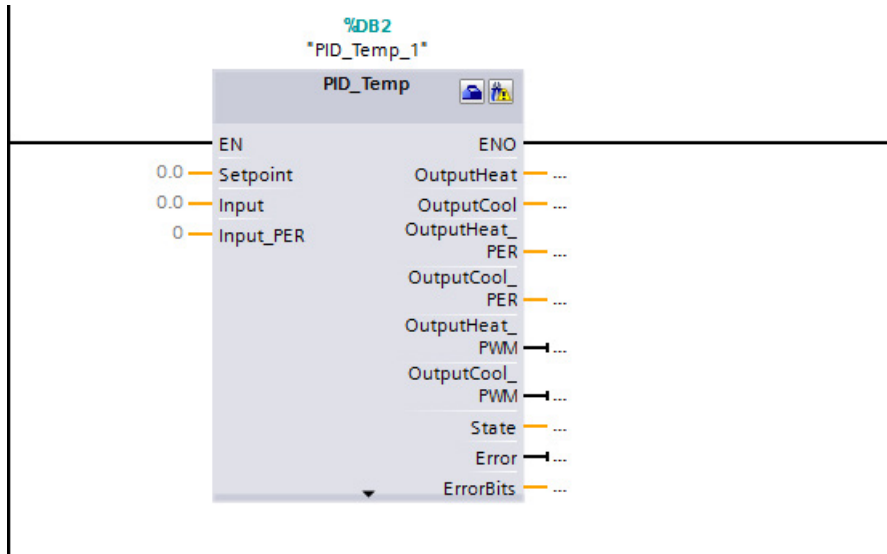 %DB2
"PID_Temp_1"
PID_Temp
EN ENO
0.0 Setpoint OutputHeat ...
0.0 Input OutputCool ...
0 Input_PER OutputHeat_
PER ...
OutputCool_
PER ...
OutputHeat_
PWM ...
OutputCool_
PWM ...
State ...
Error ...
ErrorBits ...